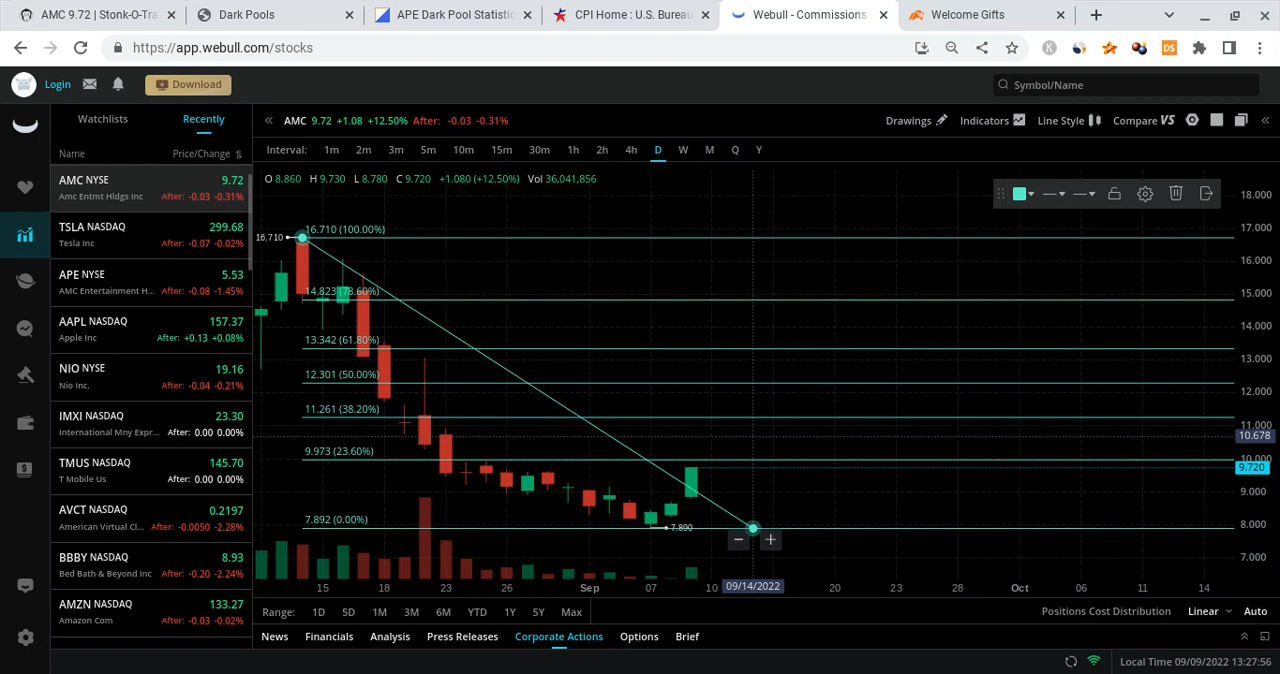 AMC 9.72 | Stonk-O-Tra
Dark Pools
APE Dark Pool Statistic
CPI Home : U.S. Bureau
Webull - Commissions
Welcome Gifts
https://app.webull.com/stocks
Login
Download
Symbol/Name
Watchlists Recently
Name Price/Change
AMC NYSE 9.72
Amc Entmt Hldgs Inc After: -0.03 -0.31%
TSLA NASDAQ 299.68
Tesla Inc After: -0.07 -0.02%
APE NYSE 5.53
AMC Entertainment H... After: -0.08 -1.45%
AAPL NASDAQ 157.37
Apple Inc After: +0.13 +0.08%
NIO NYSE 19.16
Nio Inc. After: -0.04 -0.21%
IMXI NASDAQ 23.30
International Mny Expr... After: 0.00 0.00%
TMUS NASDAQ 145.70
T Mobile Us After: 0.00 0.00%
AVCT NASDAQ 0.2197
American Virtual Cl... After: -0.0050 -2.28%
BBBY NASDAQ 8.93
Bed Bath & Beyond Inc After: -0.20 -2.24%
AMZN NASDAQ 133.27
Amazon Com After: -0.03 -0.02%
AMC 9.72 +1.08 +12.50% After: -0.03 -0.31%
Drawings Indicators Line Style Compare VS
Interval: 1m 2m 3m 5m 10m 15m 30m 1h 2h 4h D W M Q Y
O 8.860 H 9.730 L 8.780 C 9.720 +1.080 (+12.50%) Vol 36,041,856
16.710
16.710 (100.00%)
14.823 (78.60%)
13.342 (61.80%)
12.301 (50.00%)
11.261 (38.20%)
9.973 (23.60%)
7.892 (0.00%)
7.800
18.000
17.000
16.000
15.000
14.000
13.000
12.000
11.000
10.678
10.000
9.720
9.000
8.000
7.000
15 18 23 26 Sep 07 10 09/14/2022 20 23 28 Oct 06 11 14
Range: 1D 5D 1M 3M 6M YTD 1Y 5Y Max
Positions Cost Distribution Linear Auto
News Financials Analysis Press Releases Corporate Actions Options Brief
Local Time 09/09/2022 13:27:56
K
DS